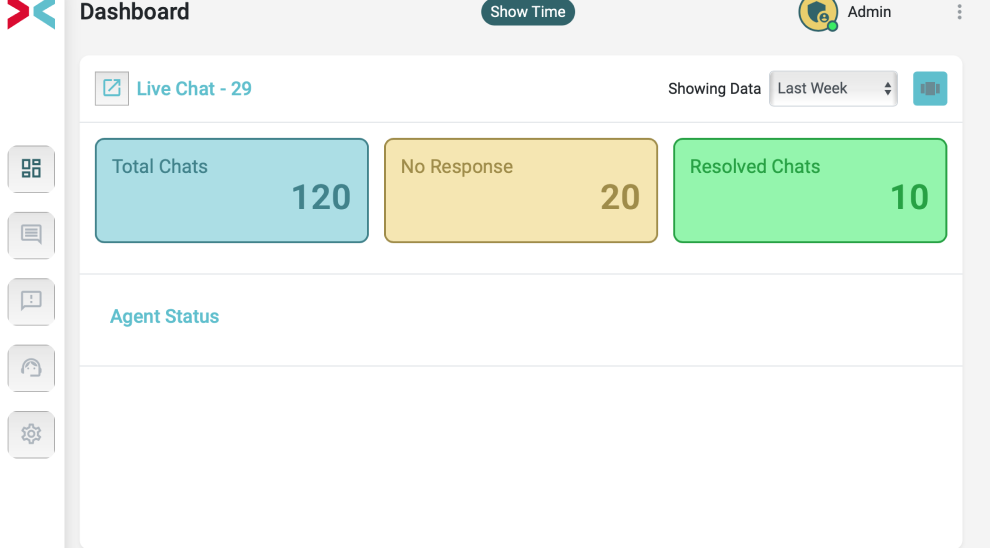 Dashboard
Show Time
Admin
Live Chat - 29
Showing Data
Last Week
Total Chats
120
No Response
20
Resolved Chats
10
Agent Status